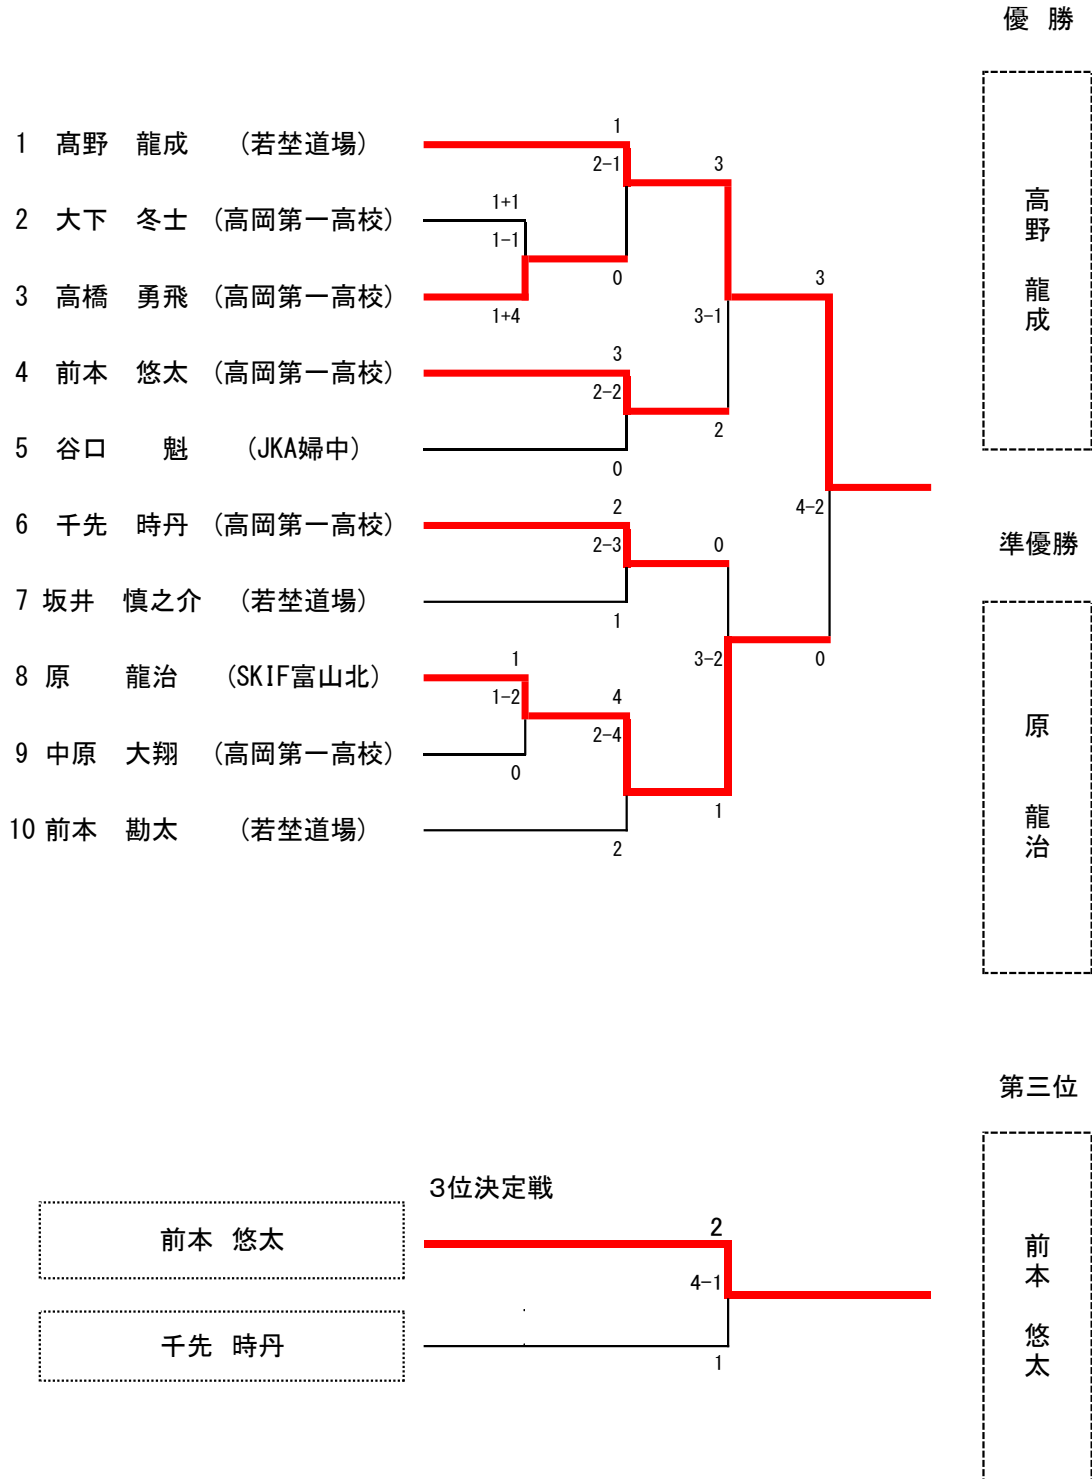 優 勝
1 髙野 龍成 (若埜道場)
2 大下 冬士 (高岡第一高校)
3 高橋 勇飛 (高岡第一高校)
4 前本 悠太 (高岡第一高校)
5 谷口 魁 (JKA婦中)
6 千先 時丹 (高岡第一高校)
7 坂井 慎之介 (若埜道場)
8 原 龍治 (SKIF富山北)
9 中原 大翔 (高岡第一高校)
10 前本 勘太 (若埜道場)
1
2-1
3
1+1
1-1
0
1+4
3
3-1
3
2-2
2
0
2
4-2
2-3
0
1
1
3-2
0
1-2
4
2-4
0
1
2
高野 龍成
準優勝
原 龍治
第三位
前本 悠太
3位決定戦
前本 悠太
2
4-1
千先 時丹
1